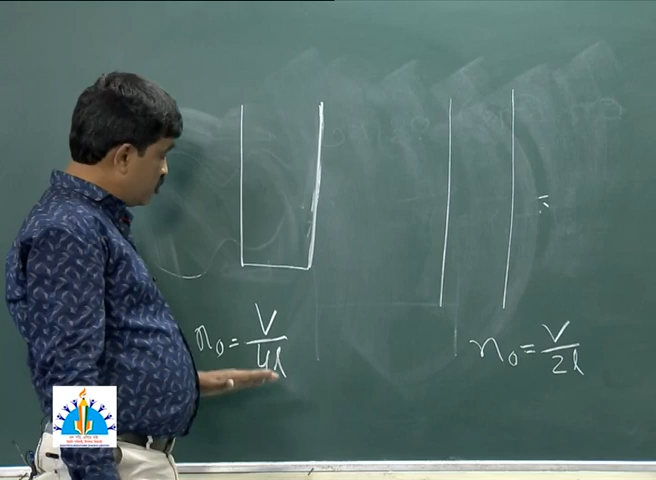 n₀ = V/4l
n₀ = V/2l